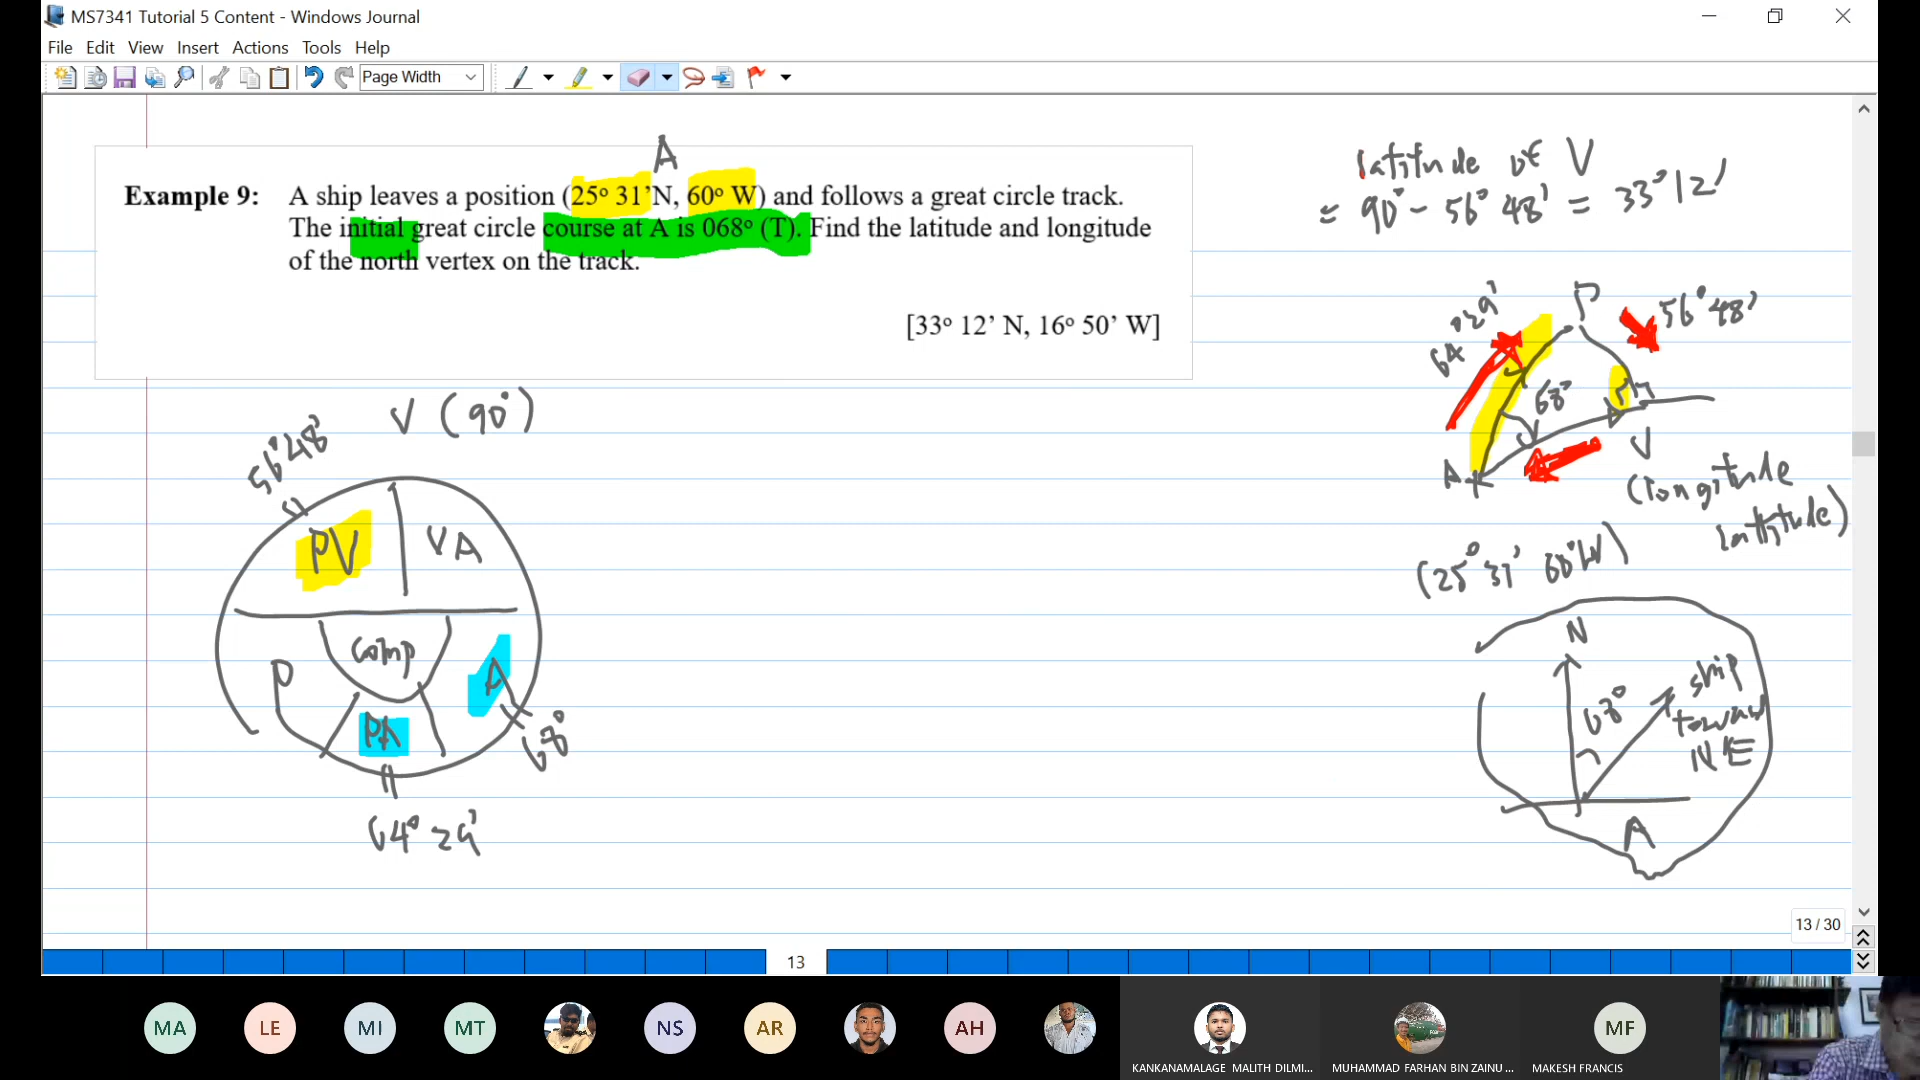 MS7341 Tutorial 5 Content - Windows Journal
File Edit View Insert Actions Tools Help
Page Width
A
Example 9: A ship leaves a position (25° 31’N, 60° W) and follows a great circle track.
The initial great circle course at A is 068° (T). Find the latitude and longitude
of the north vertex on the track.
[33° 12’ N, 16° 50’ W]
latitude of V
= 90° - 56° 48' = 33° 12'
P
64° 29'
56° 48'
68°
A
V
(longitude
latitude)
(25° 31' 60°W)
V (90°)
56° 48'
PV
VA
Comp
P
A
PA
68°
64° 29'
N
68°
ship
toward
NE
A
13 / 30
13
MA LE MI MT NS AR AH MF
KANKANAMALAGE MALITH DILMI... MUHAMMAD FARHAN BIN ZAINU ... MAKESH FRANCIS